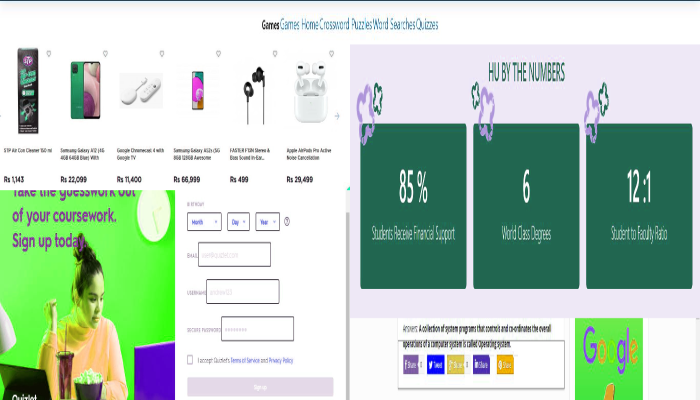 Games Games Home Crossword Puzzles Word Searches Quizzes
STP Air Con Cleaner 150 ml
Samsung Galaxy A12 (4G
4GB 64GB Blue) With
Google Chromecast 4 with
Google TV
Samsung Galaxy A52s (5G
8GB 128GB Awesome
FASTER F12N Stereo &
Bass Sound In-Ear...
Apple AirPods Pro Active
Noise Cancellation
Rs 1,143
Rs 22,099
Rs 11,400
Rs 66,999
Rs 499
Rs 29,499
HU BY THE NUMBERS
85 %
Students Receive Financial Support
6
World Class Degrees
12 :1
Student to Faculty Ratio
Take the guesswork out
of your coursework.
Sign up today.
Quizlet
BIRTHDAY
Month
Day
Year
EMAIL
USERNAME
SECURE PASSWORD
I accept Quizlet's Terms of Service and Privacy Policy
Sign up
Answers: A collection of system programs that controls and co-ordinates the overall
operations of a computer system is called Operating system.
Share
Tweet
Share
Share
Share
Google